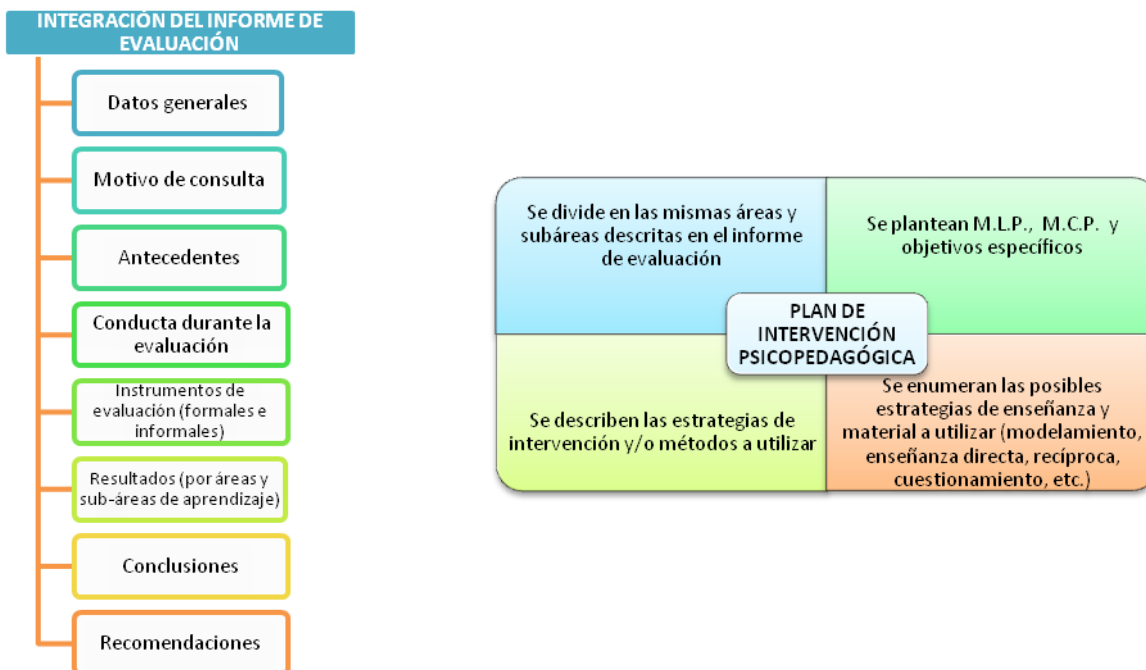 INTEGRACIÓN DEL INFORME DE
EVALUACIÓN
Datos generales
Motivo de consulta
Antecedentes
Conducta durante la
evaluación
Instrumentos de
evaluación (formales e
informales)
Resultados (por áreas y
sub-áreas de aprendizaje)
Conclusiones
Recomendaciones
Se divide en las mismas áreas y
subáreas descritas en el informe
de evaluación
Se plantean M.L.P., M.C.P. y
objetivos específicos
PLAN DE
INTERVENCIÓN
PSICOPEDAGÓGICA
Se describen las estrategias de
intervención y/o métodos a utilizar
Se enumeran las posibles
estrategias de enseñanza y
material a utilizar (modelamiento,
enseñanza directa, recíproca,
cuestionamiento, etc.)